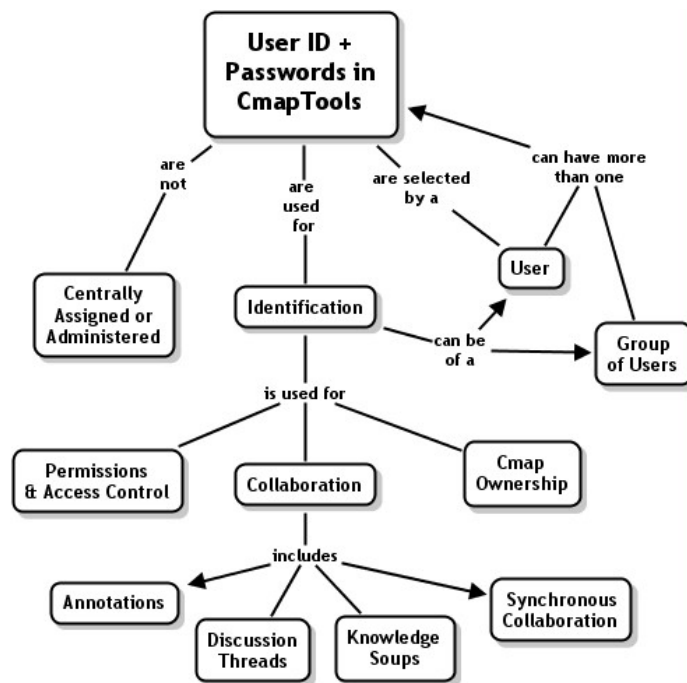 User ID +
Passwords in
CmapTools
are
not
are
used
for
are selected
by a
can have more
than one
Centrally
Assigned or
Administered
Identification
User
can be
of a
Group
of Users
is used for
Permissions
& Access Control
Collaboration
Cmap
Ownership
includes
Annotations
Discussion
Threads
Knowledge
Soups
Synchronous
Collaboration